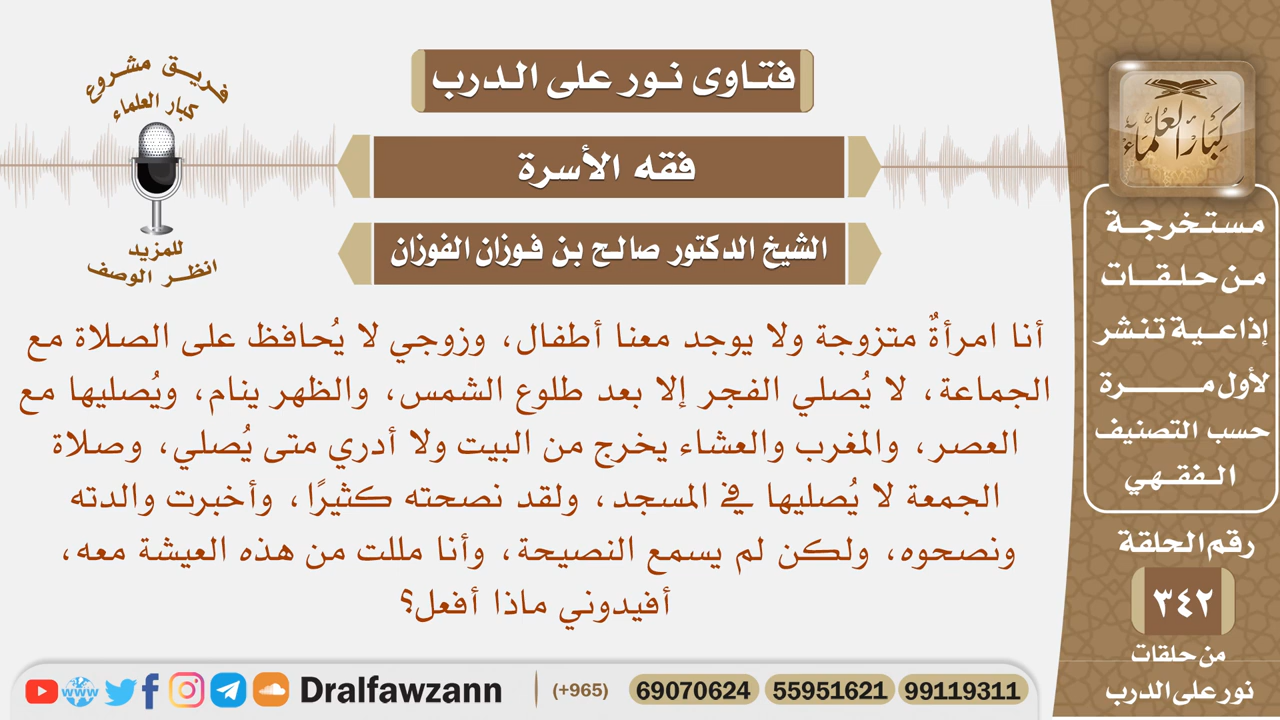 فريق مشروع
كبار العلماء
للمزيد
انظر الوصف
فتاوى نور على الدرب
فقه الأسرة
الشيخ الدكتور صالح بن فوزان الفوزان
أنا امرأةٌ متزوجة ولا يوجد معنا أطفال، وزوجي لا يُحافظ على الصلاة مع
الجماعة، لا يُصلي الفجر إلا بعد طلوع الشمس، والظهر ينام، ويُصليها مع
العصر، والمغرب والعشاء يخرج من البيت ولا أدري متى يُصلي، وصلاة
الجمعة لا يُصليها في المسجد، ولقد نصحته كثيرًا، وأخبرت والدته
ونصحوه، ولكن لم يسمع النصيحة، وأنا مللت من هذه العيشة معه،
أفيدوني ماذا أفعل؟
كِبَارُ العُلَمَاء
مستخرجة
من حلقات
إذاعية تنشر
لأول مرة
حسب التصنيف
الفقهي
رقم الحلقة
٣٤٢
من حلقات
نور على الدرب
www
Dralfawzann
(+965)
69070624
55951621
99119311